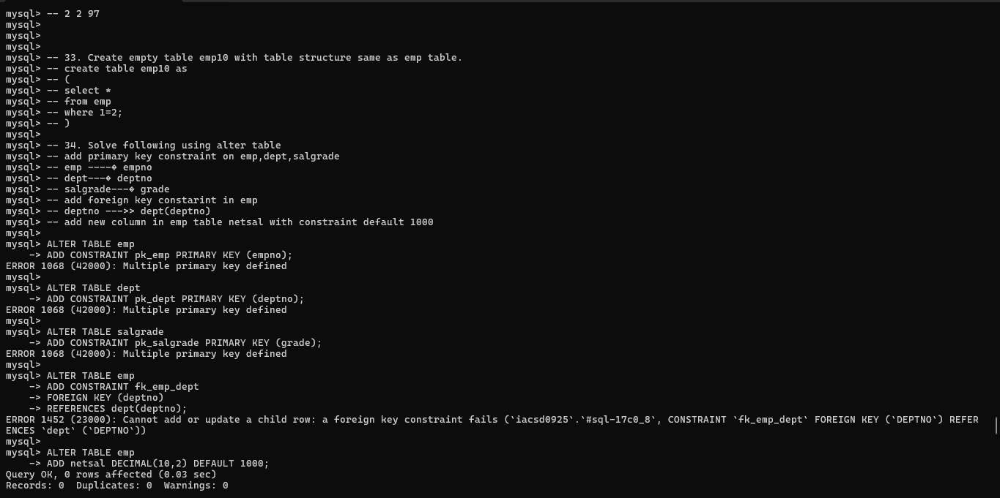 mysql> -- 2 2 97
mysql>
mysql>
mysql>
mysql> -- 33. Create empty table emp10 with table structure same as emp table.
mysql> -- create table emp10 as
mysql> -- (
mysql> -- select *
mysql> -- from emp
mysql> -- where 1=2;
mysql> -- )
mysql>
mysql> -- 34. Solve following using alter table
mysql> -- add primary key constraint on emp,dept,salgrade
mysql> -- emp ----� empno
mysql> -- dept---� deptno
mysql> -- salgrade---� grade
mysql> -- add foreign key constarint in emp
mysql> -- deptno --->> dept(deptno)
mysql> -- add new column in emp table netsal with constraint default 1000
mysql>
mysql> ALTER TABLE emp
    -> ADD CONSTRAINT pk_emp PRIMARY KEY (empno);
ERROR 1068 (42000): Multiple primary key defined
mysql>
mysql> ALTER TABLE dept
    -> ADD CONSTRAINT pk_dept PRIMARY KEY (deptno);
ERROR 1068 (42000): Multiple primary key defined
mysql>
mysql> ALTER TABLE salgrade
    -> ADD CONSTRAINT pk_salgrade PRIMARY KEY (grade);
ERROR 1068 (42000): Multiple primary key defined
mysql>
mysql> ALTER TABLE emp
    -> ADD CONSTRAINT fk_emp_dept
    -> FOREIGN KEY (deptno)
    -> REFERENCES dept(deptno);
ERROR 1452 (23000): Cannot add or update a child row: a foreign key constraint fails (`iacsd0925`.`#sql-17c0_8`, CONSTRAINT `fk_emp_dept` FOREIGN KEY (`DEPTNO`) REFER
ENCES `dept` (`DEPTNO`))
mysql>
mysql> ALTER TABLE emp
    -> ADD netsal DECIMAL(10,2) DEFAULT 1000;
Query OK, 0 rows affected (0.03 sec)
Records: 0  Duplicates: 0  Warnings: 0